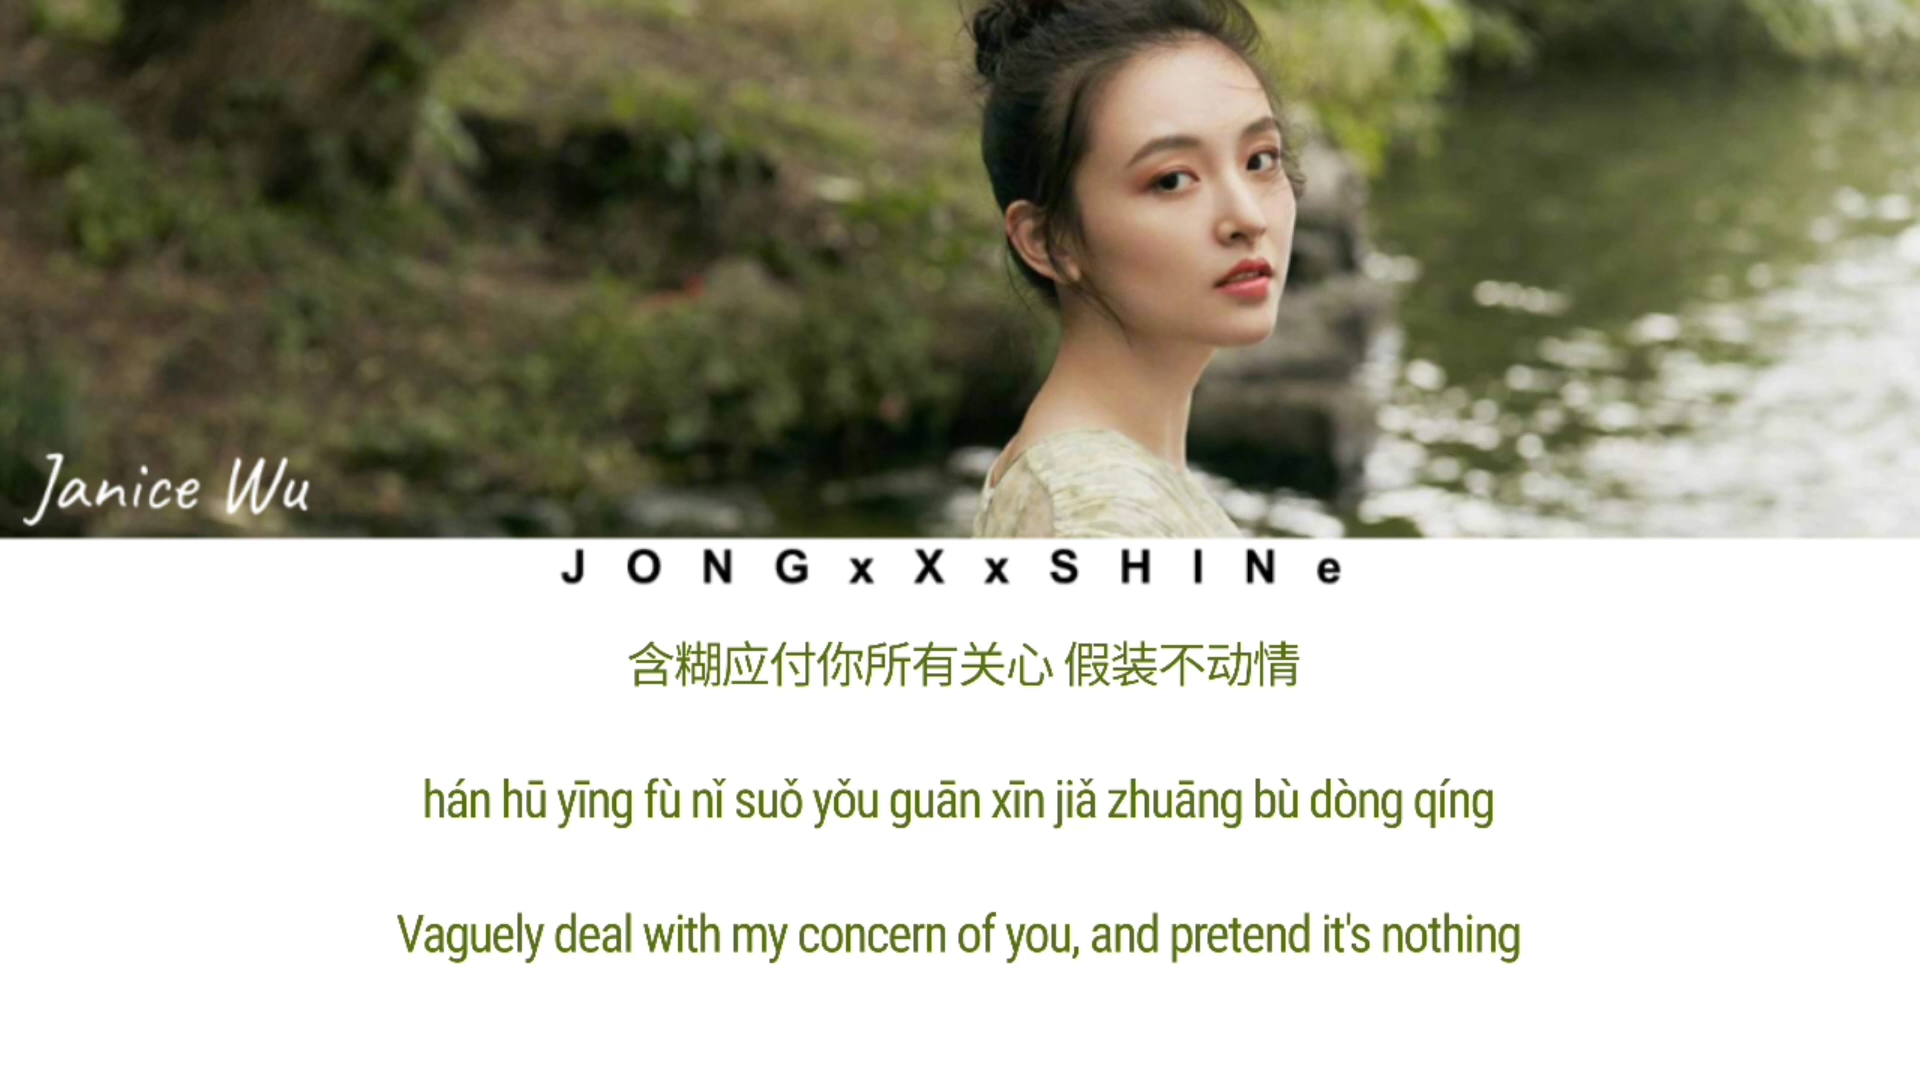 Janice Wu
J O N G x X x S H I N e
含糊应付你所有关心 假装不动情
hán hū yīng fù nǐ suǒ yǒu guān xīn jiǎ zhuāng bù dòng qíng
Vaguely deal with my concern of you, and pretend it's nothing